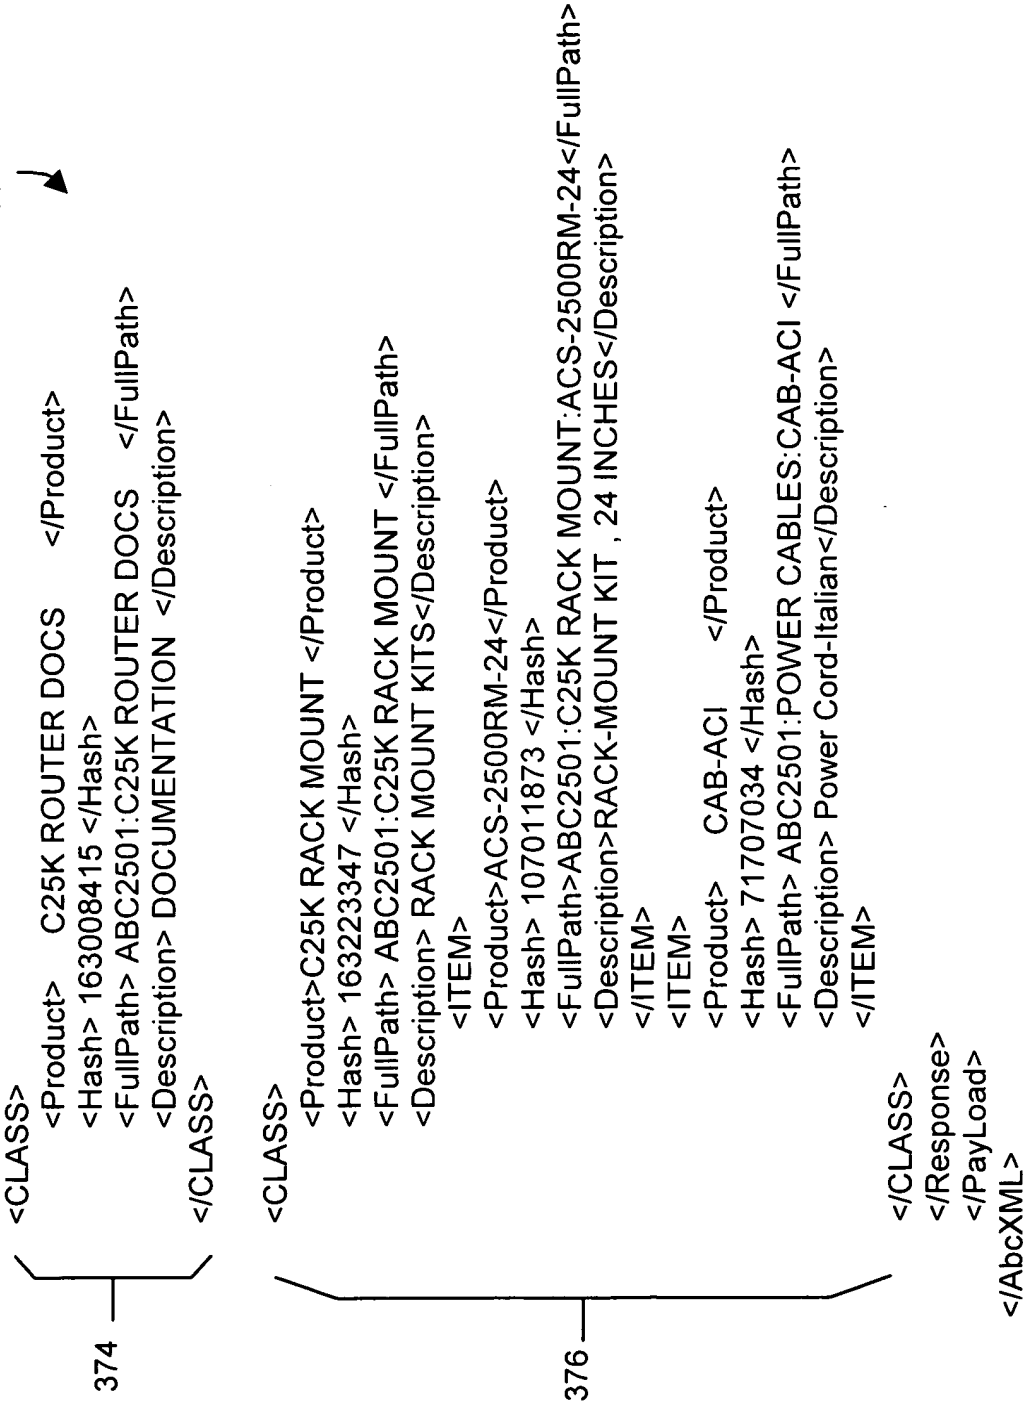 <CLASS>
<Product> C25K ROUTER DOCS </Product>
<Hash> 163008415 </Hash>
<FullPath> ABC2501:C25K ROUTER DOCS </FullPath>
<Description> DOCUMENTATION </Description>
</CLASS>
374
<CLASS>
<Product>C25K RACK MOUNT </Product>
<Hash> 163223347 </Hash>
<FullPath> ABC2501:C25K RACK MOUNT </FullPath>
<Description> RACK MOUNT KITS</Description>
<ITEM>
<Product>ACS-2500RM-24</Product>
<Hash> 107011873 </Hash>
<FullPath>ABC2501:C25K RACK MOUNT:ACS-2500RM-24</FullPath>
<Description>RACK-MOUNT KIT , 24 INCHES</Description>
</ITEM>
<ITEM>
<Product> CAB-ACI </Product>
<Hash> 71707034 </Hash>
<FullPath> ABC2501:POWER CABLES:CAB-ACI </FullPath>
<Description> Power Cord-Italian</Description>
</ITEM>
376
</CLASS>
</Response>
</PayLoad>
</AbcXML>